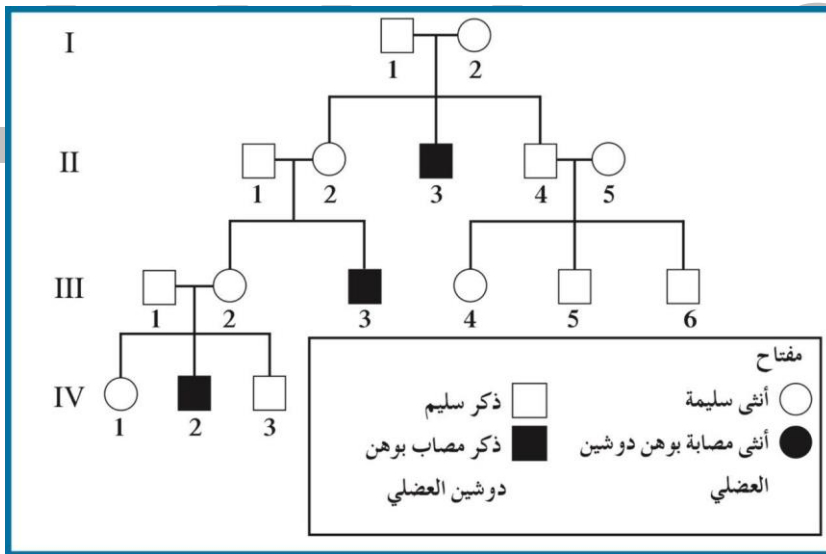 I
1 2
II
1 2 3 4 5
III
1 2 3 4 5 6
IV
1 2 3
مفتاح
أنثى سليمة
ذكر سليم
أنثى مصابة بوهن دوشين
العضلي
ذكر مصاب بوهن
دوشين العضلي